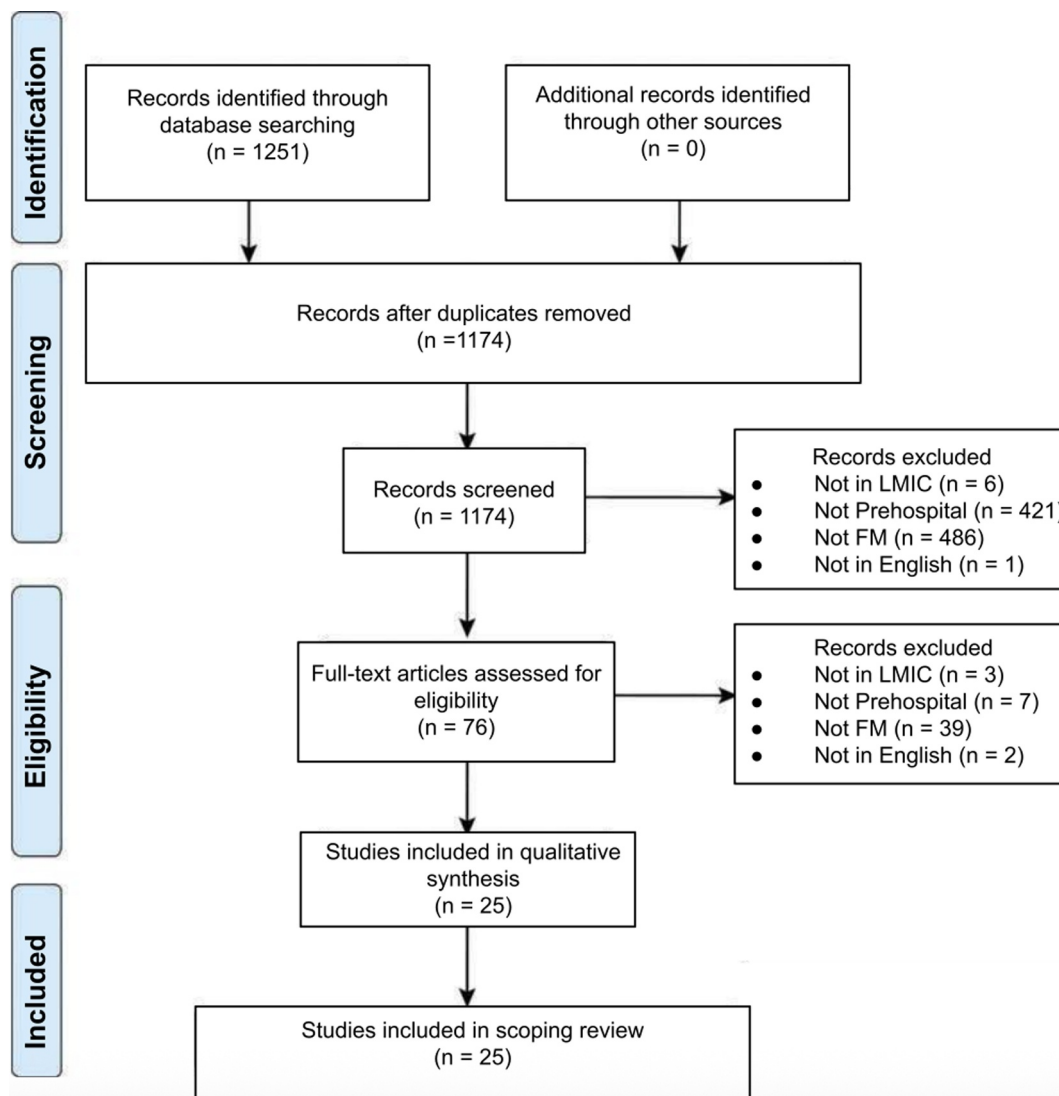 Identification
Records identified through
database searching
(n = 1251)
Additional records identified
through other sources
(n = 0)
Screening
Records after duplicates removed
(n =1174)
Records screened
(n = 1174)
Records excluded
● Not in LMIC (n = 6)
● Not Prehospital (n = 421)
● Not FM (n = 486)
● Not in English (n = 1)
Eligibility
Full-text articles assessed for
eligibility
(n = 76)
Records excluded
● Not in LMIC (n = 3)
● Not Prehospital (n = 7)
● Not FM (n = 39)
● Not in English (n = 2)
Studies included in qualitative
synthesis
(n = 25)
Included
Studies included in scoping review
(n = 25)